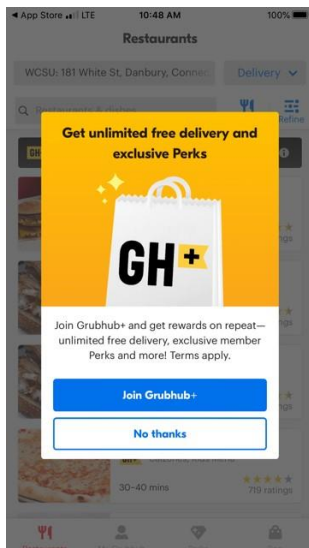 App Store LTE 10:48 AM 100%
Restaurants
WCSU: 181 White St, Danbury, Connec
Delivery
Restaurants & dishes
Refine
Get unlimited free delivery and
exclusive Perks
GH+
Join Grubhub+ and get rewards on repeat—
unlimited free delivery, exclusive member
Perks and more! Terms apply.
Join Grubhub+
No thanks
30-40 mins
719 ratings